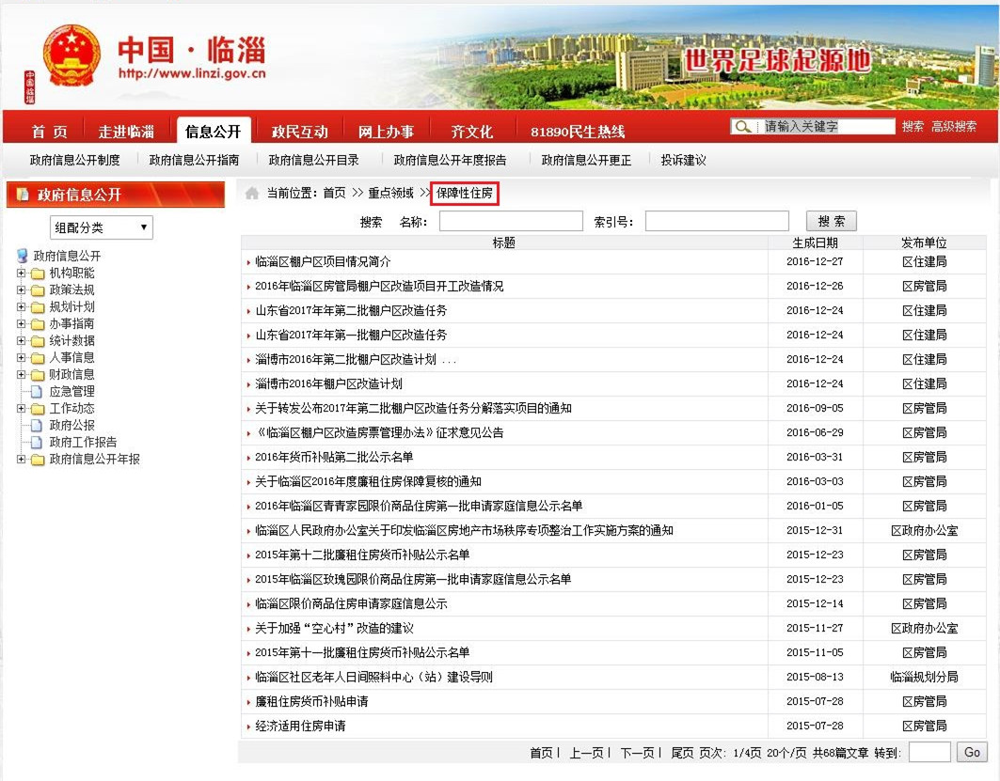 中国·临淄
http://www.linzi.gov.cn
中国临淄
世界足球起源地
首 页 走进临淄 信息公开 政民互动 网上办事 齐文化 81890民生热线 请输入关键字 搜索 高级搜索
政府信息公开制度 政府信息公开指南 政府信息公开目录 政府信息公开年度报告 政府信息公开更正 投诉建议
政府信息公开
组配分类
政府信息公开
机构职能
政策法规
规划计划
办事指南
统计数据
人事信息
财政信息
应急管理
工作动态
政府公报
政府工作报告
政府信息公开年报
当前位置: 首页 >> 重点领域 >> 保障性住房
搜索 名称: 索引号: 搜 索
标题 生成日期 发布单位
临淄区棚户区项目情况简介 2016-12-27 区住建局
2016年临淄区房管局棚户区改造项目开工改造情况 2016-12-26 区房管局
山东省2017年年第二批棚户区改造任务 2016-12-24 区住建局
山东省2017年年第一批棚户区改造任务 2016-12-24 区住建局
淄博市2016年第二批棚户区改造计划 ... 2016-12-24 区住建局
淄博市2016年棚户区改造计划 2016-12-24 区住建局
关于转发公布2017年第二批棚户区改造任务分解落实项目的通知 2016-09-05 区房管局
《临淄区棚户区改造房票管理办法》征求意见公告 2016-06-29 区房管局
2016年货币补贴第二批公示名单 2016-03-31 区房管局
关于临淄区2016年度廉租住房保障复核的通知 2016-03-03 区房管局
2016年临淄区青青家园限价商品住房第一批申请家庭信息公示名单 2016-01-05 区房管局
临淄区人民政府办公室关于印发临淄区房地产市场秩序专项整治工作实施方案的通知 2015-12-31 区政府办公室
2015年第十二批廉租住房货币补贴公示名单 2015-12-23 区房管局
2015年临淄区玫瑰园限价商品住房第一批申请家庭信息公示名单 2015-12-23 区房管局
临淄区限价商品住房申请家庭信息公示 2015-12-14 区房管局
关于加强“空心村”改造的建议 2015-11-27 区政府办公室
2015年第十一批廉租住房货币补贴公示名单 2015-11-05 区房管局
临淄区社区老年人日间照料中心（站）建设导则 2015-08-13 临淄规划分局
廉租住房货币补贴申请 2015-07-28 区房管局
经济适用住房申请 2015-07-28 区房管局
首页| 上一页| 下一页| 尾页 页次: 1/4页 20个/页 共68篇文章 转到: Go